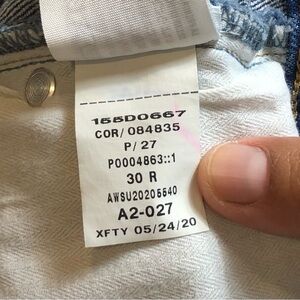 155D0667
COR/ 084835
P/ 27
P0004863::1
30 R
AWSU20205540
A2-027
XFTY 05/24/20